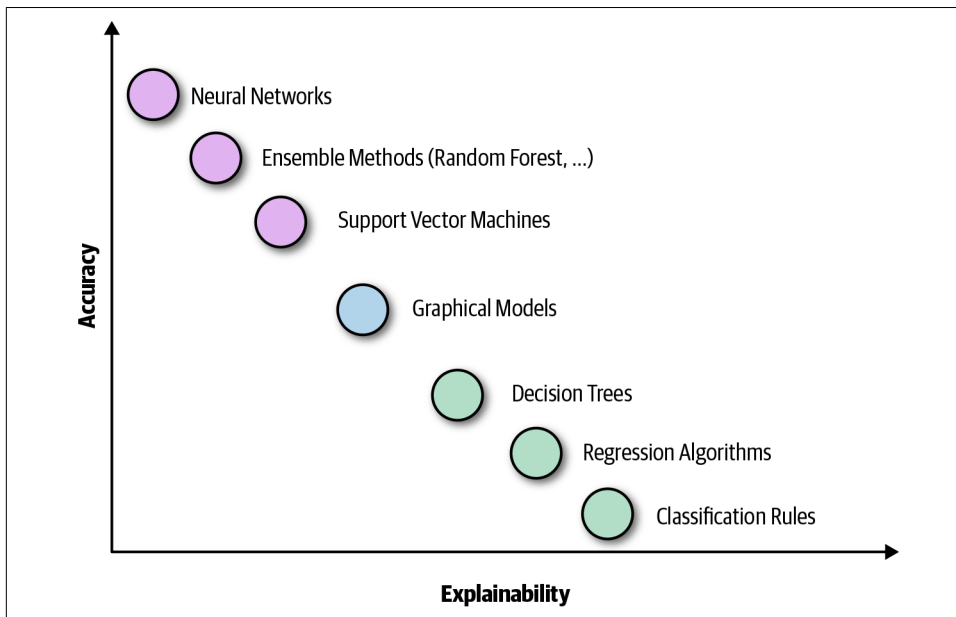 Neural Networks
Ensemble Methods (Random Forest, ...)
Support Vector Machines
Graphical Models
Decision Trees
Regression Algorithms
Classification Rules
Accuracy
Explainability